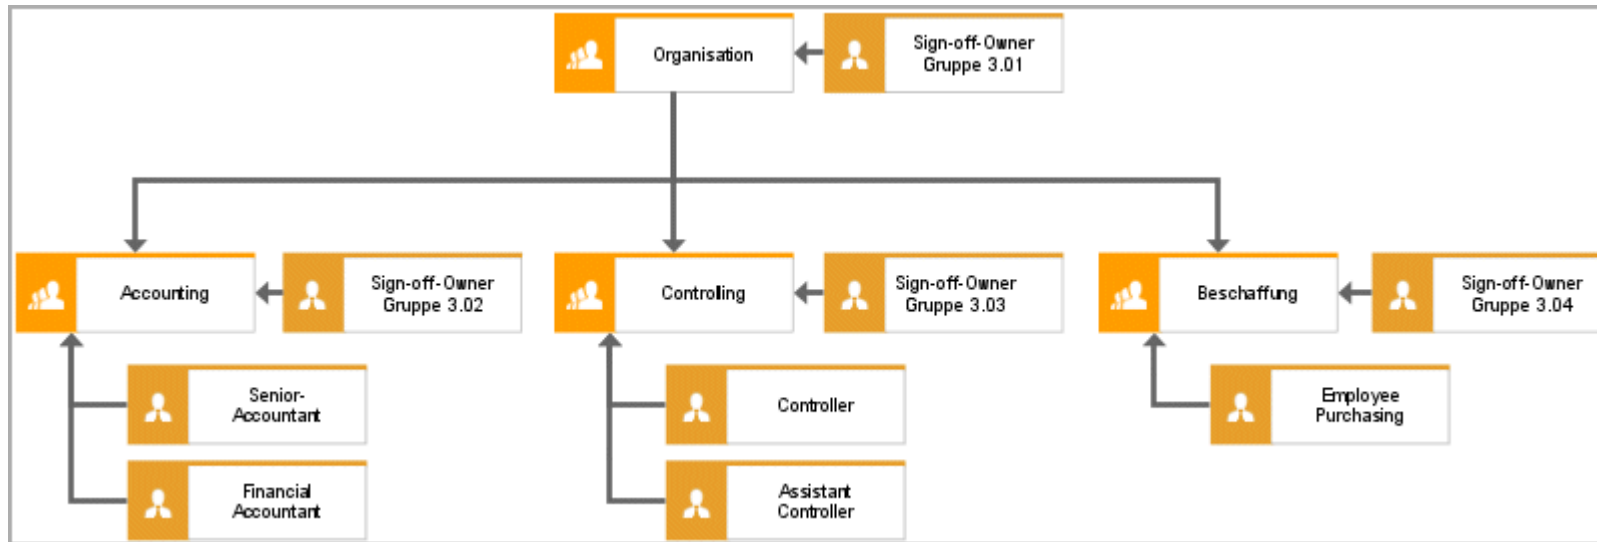 Organisation
Sign-off-Owner
Gruppe 3.01
Accounting
Sign-off-Owner
Gruppe 3.02
Controlling
Sign-off-Owner
Gruppe 3.03
Beschaffung
Sign-off-Owner
Gruppe 3.04
Senior-
Accountant
Controller
Employee
Purchasing
Financial
Accountant
Assistant
Controller